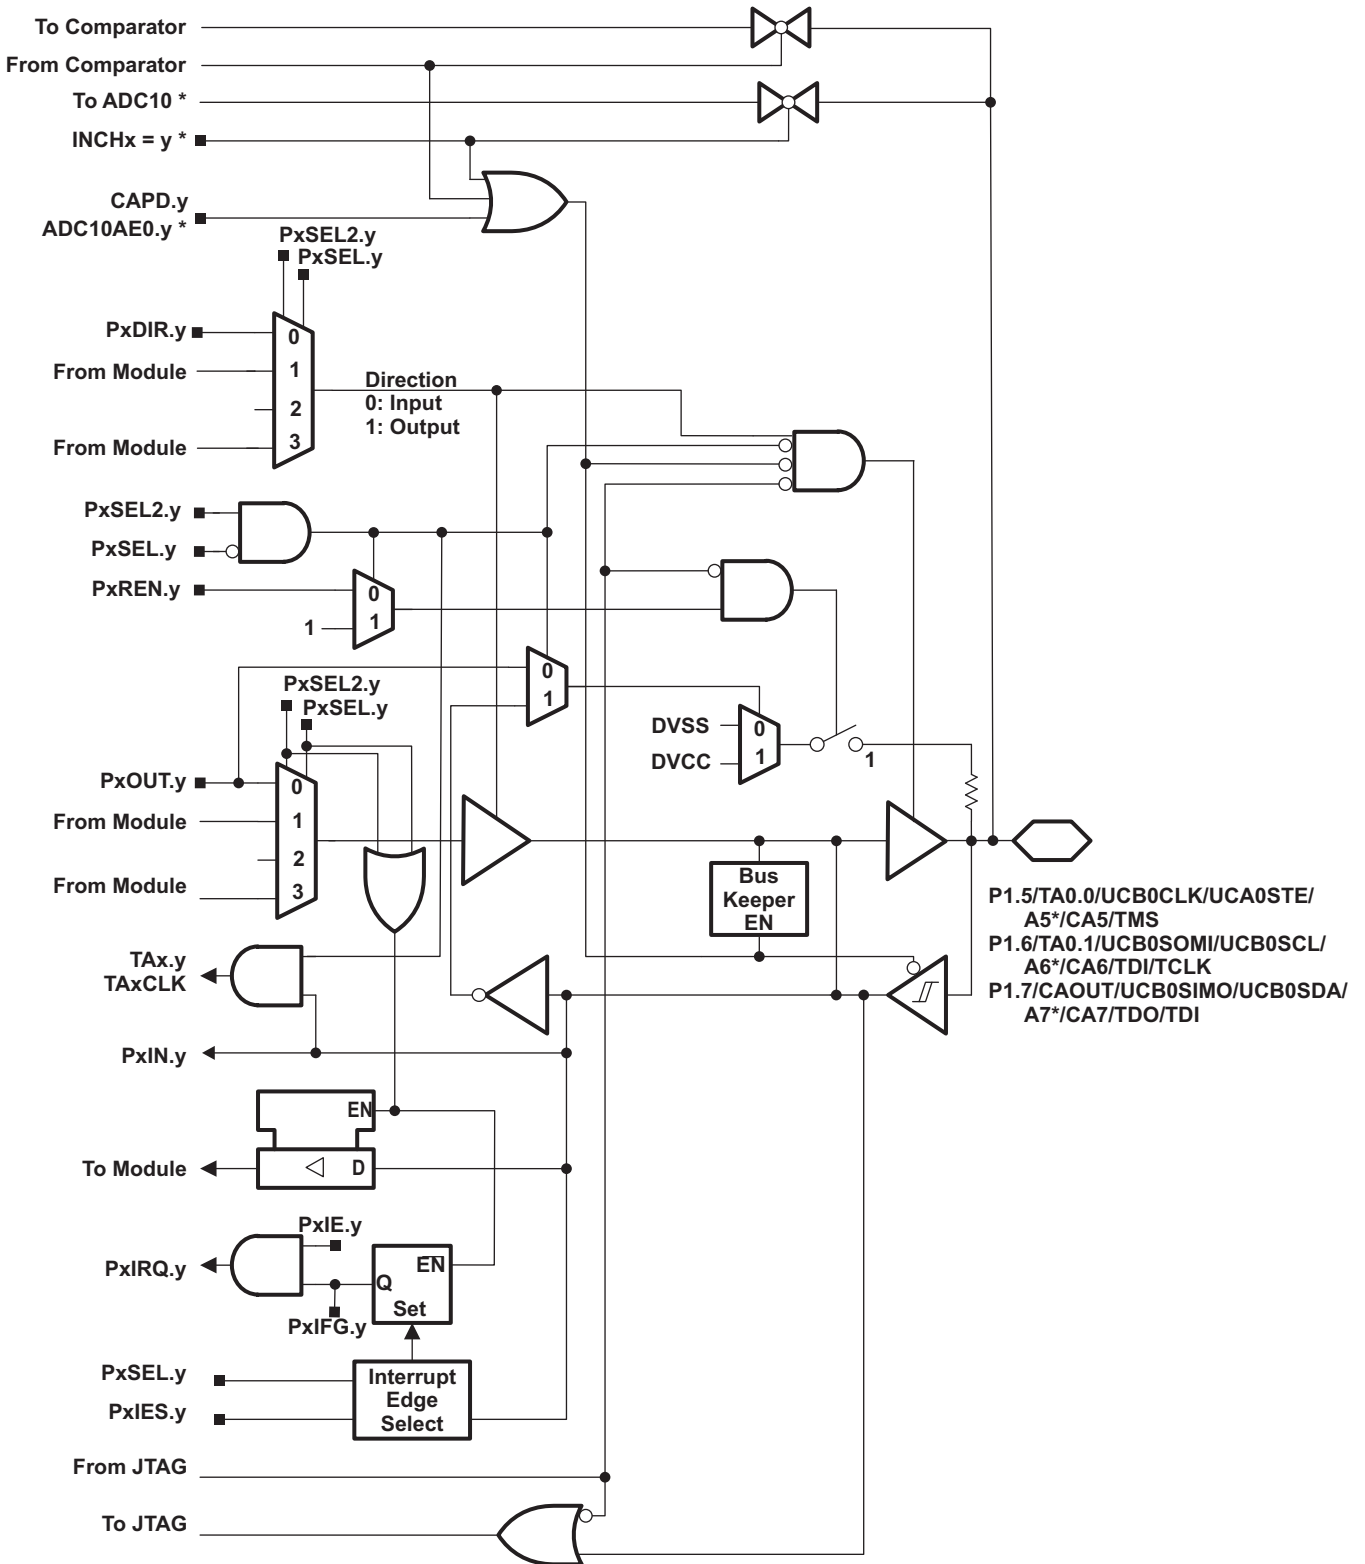 To Comparator
From Comparator
To ADC10 *
INCHx = y *
CAPD.y
ADC10AE0.y *
PxSEL2.y
PxSEL.y
PxDIR.y
0
From Module
1
2
From Module
3
Direction
0: Input
1: Output
PxSEL2.y
PxSEL.y
PxREN.y
0
1
1
0
1
PxSEL2.y
PxSEL.y
DVSS
0
DVCC
1
1
PxOUT.y
0
From Module
1
2
From Module
3
Bus
Keeper
EN
P1.5/TA0.0/UCB0CLK/UCA0STE/
A5*/CA5/TMS
P1.6/TA0.1/UCB0SOMI/UCB0SCL/
A6*/CA6/TDI/TCLK
P1.7/CAOUT/UCB0SIMO/UCB0SDA/
A7*/CA7/TDO/TDI
TAx.y
TAxCLK
PxIN.y
EN
To Module
D
PxIE.y
PxIRQ.y
EN
Q
Set
PxIFG.y
PxSEL.y
PxIES.y
Interrupt
Edge
Select
From JTAG
To JTAG